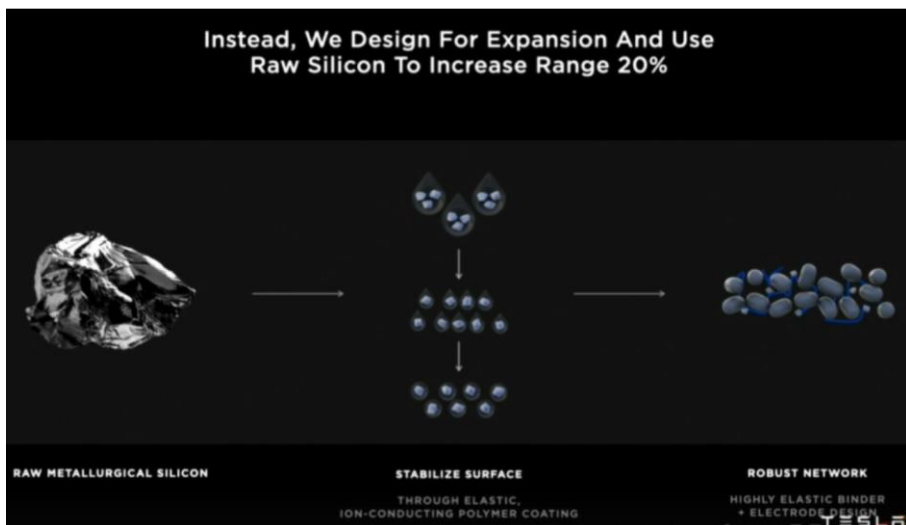 Instead, We Design For Expansion And Use
Raw Silicon To Increase Range 20%
RAW METALLURGICAL SILICON
STABILIZE SURFACE
THROUGH ELASTIC,
ION-CONDUCTING POLYMER COATING
ROBUST NETWORK
HIGHLY ELASTIC BINDER
+ ELECTRODE DESIGN
TESLA